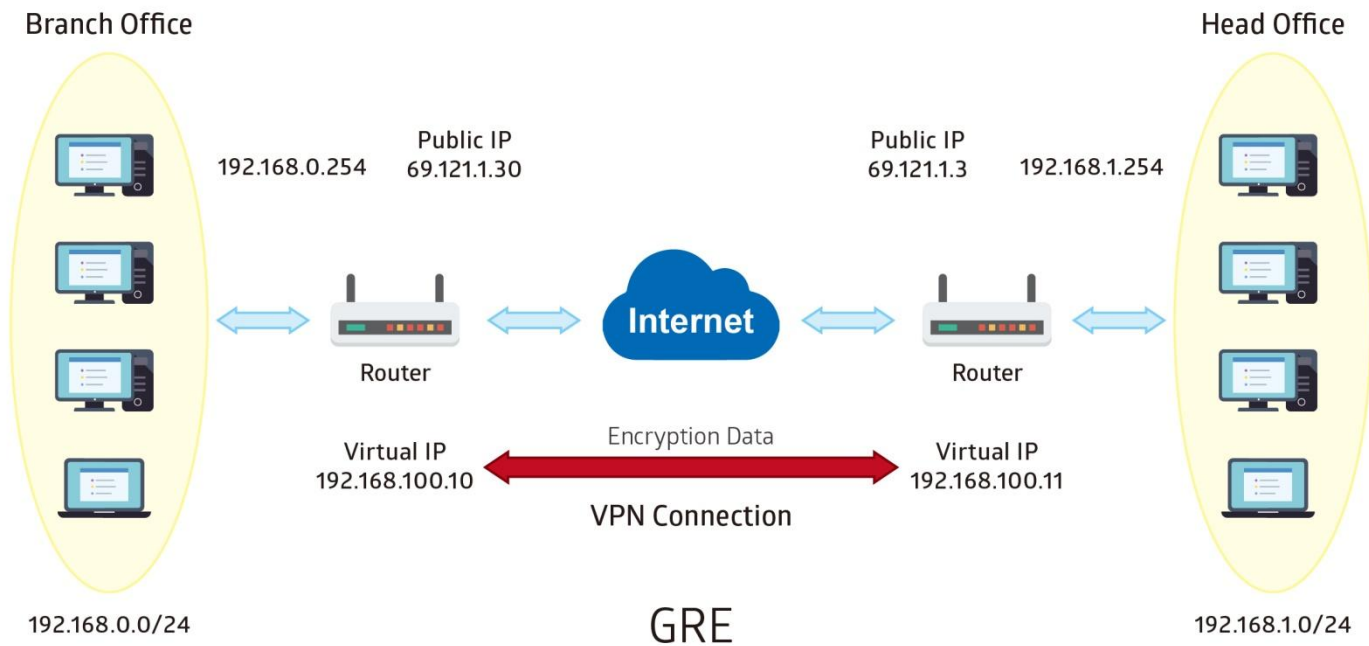 Branch Office
Head Office
Public IP
69.121.1.30
192.168.0.254
Public IP
69.121.1.3
192.168.1.254
Internet
Router
Router
Encryption Data
Virtual IP
192.168.100.10
Virtual IP
192.168.100.11
VPN Connection
192.168.0.0/24
GRE
192.168.1.0/24